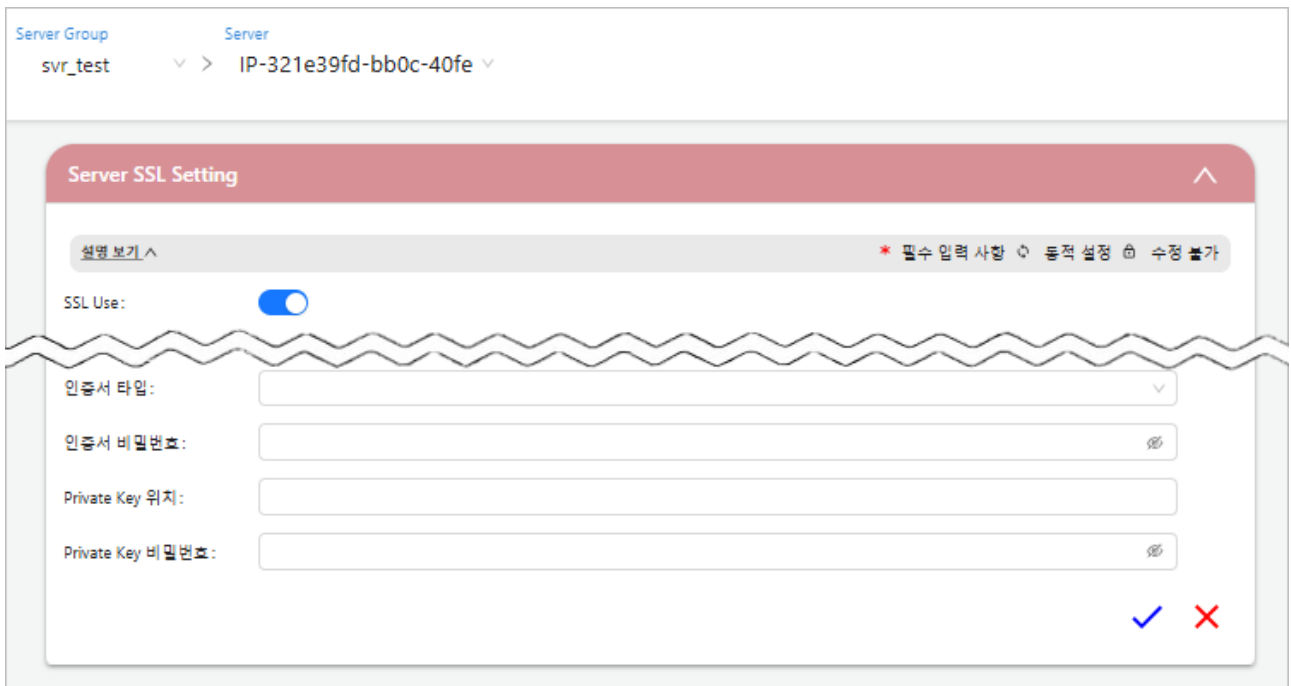 Server Group Server
svr_test > IP-321e39fd-bb0c-40fe
Server SSL Setting
설명 보기 * 필수 입력 사항 동적 설정 수정 불가
SSL Use:
인증서 타입:
인증서 비밀번호:
Private Key 위치:
Private Key 비밀번호: